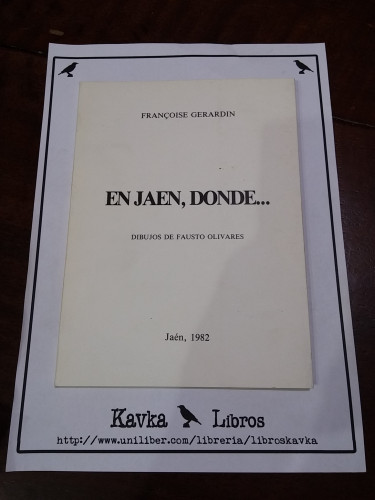 FRANÇOISE GERARDIN
EN JAEN, DONDE...
DIBUJOS DE FAUSTO OLIVARES
Jaén, 1982
Kavka Libros
http://www.uniliber.com/libreria/libroskavka